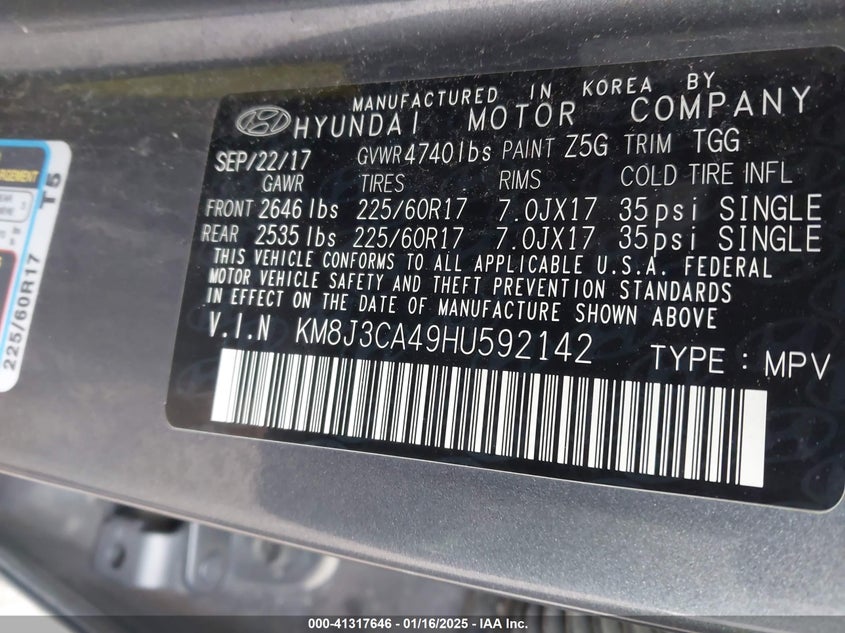 MANUFACTURED IN KOREA BY
HYUNDAI MOTOR COMPANY
SEP/22/17 GVWR 4740lbs PAINT Z5G TRIM TGG
GAWR TIRES RIMS COLD TIRE INFL
FRONT 2646lbs 225/60R17 7.0JX17 35psi SINGLE
REAR 2535lbs 225/60R17 7.0JX17 35psi SINGLE
THIS VEHICLE CONFORMS TO ALL APPLICABLE U.S.A. FEDERAL
MOTOR VEHICLE SAFETY AND THEFT PREVENTION STANDARDS
IN EFFECT ON THE DATE OF MANUFACTURE SHOWN ABOVE
V.I.N KM8J3CA49HU592142 TYPE : MPV
T5
225/60R17
000-41317646 - 01/16/2025 - IAA Inc.